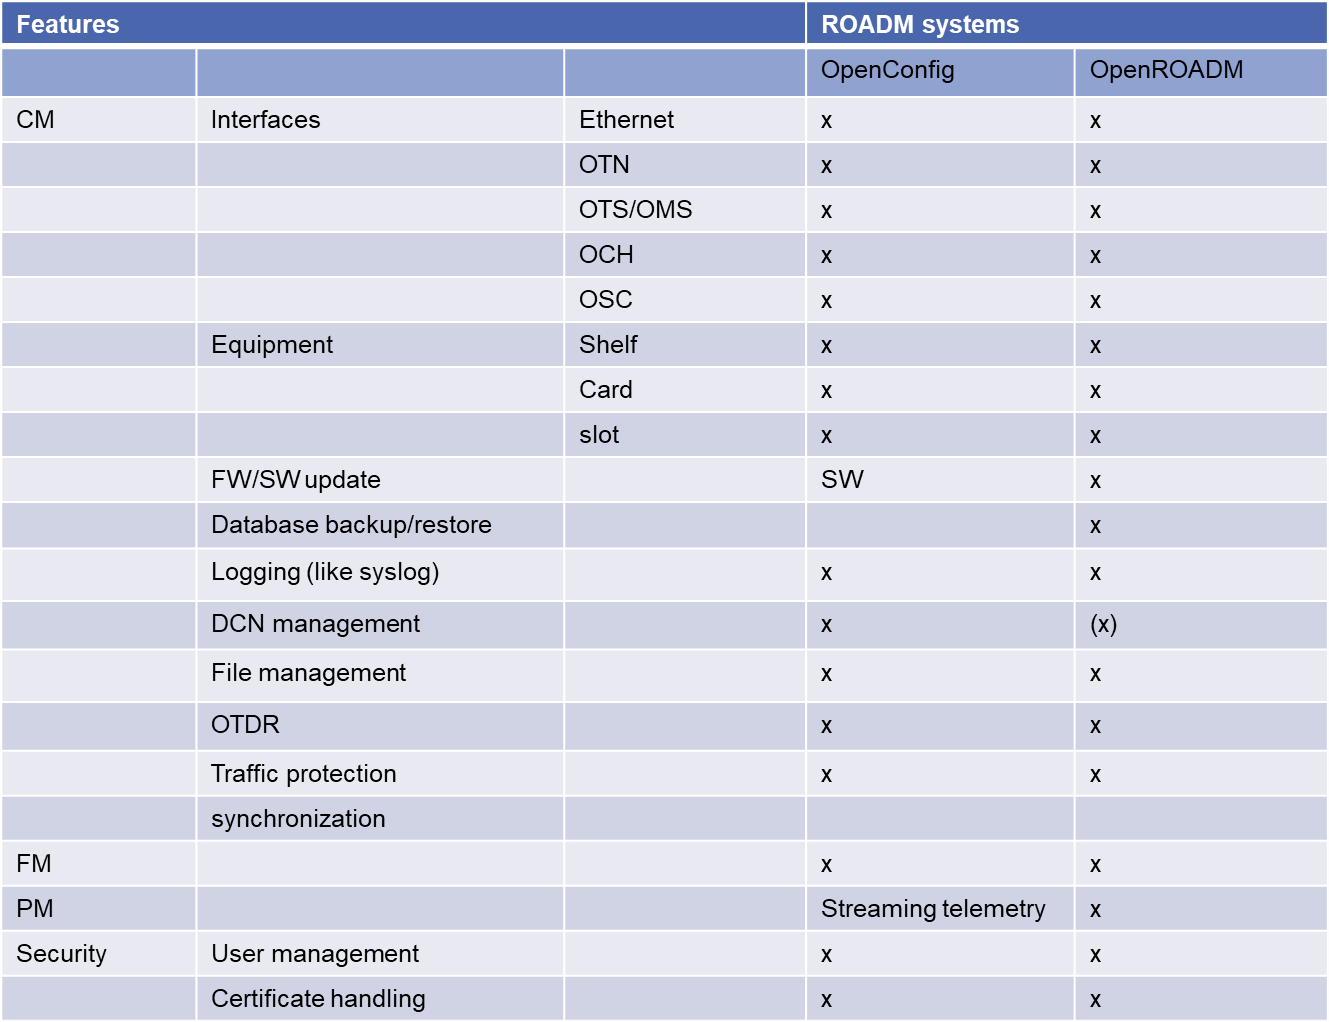 Features ROADM systems
OpenConfig OpenROADM
CM Interfaces Ethernet x x
OTN x x
OTS/OMS x x
OCH x x
OSC x x
Equipment Shelf x x
Card x x
slot x x
FW/SW update SW x
Database backup/restore x
Logging (like syslog) x x
DCN management x (x)
File management x x
OTDR x x
Traffic protection x x
synchronization
FM x x
PM Streaming telemetry x
Security User management x x
Certificate handling x x